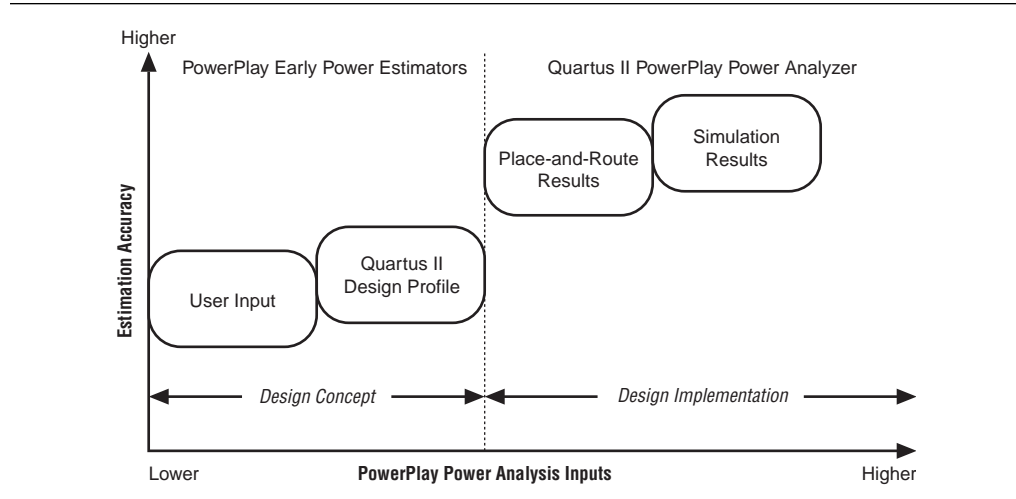 Higher
PowerPlay Early Power Estimators
Quartus II PowerPlay Power Analyzer
Estimation Accuracy
User Input
Quartus II
Design Profile
Place-and-Route
Results
Simulation
Results
Design Concept
Design Implementation
Lower
PowerPlay Power Analysis Inputs
Higher